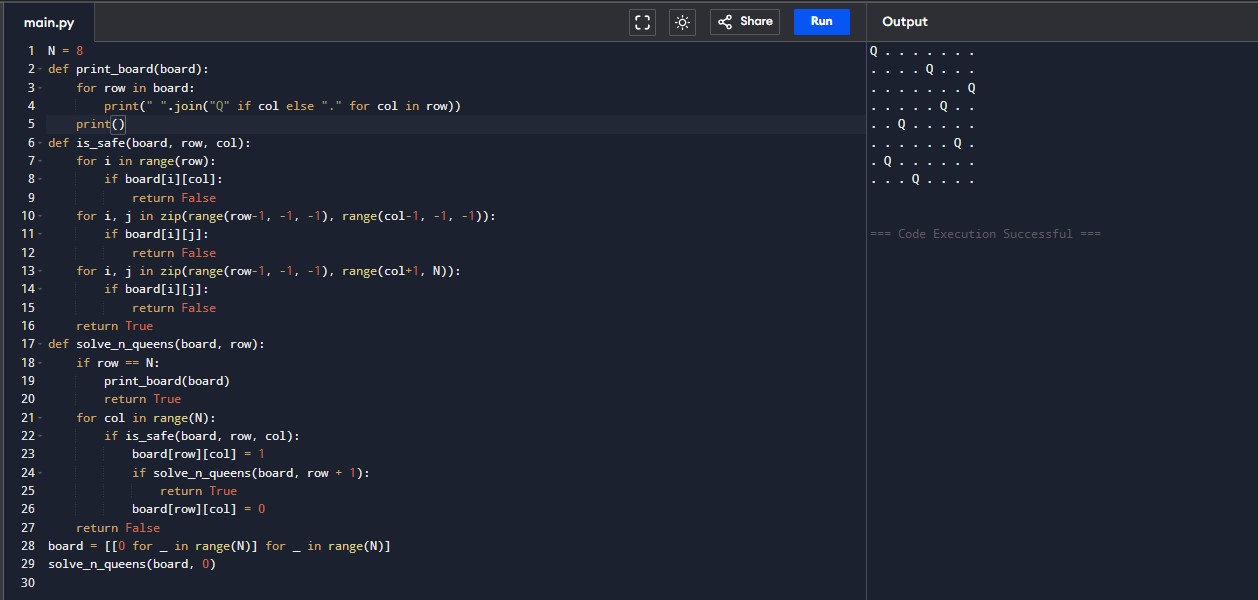 main.py
Share
Run
Output
1 N = 8
2 def print_board(board):
3     for row in board:
4         print(" ".join("Q" if col else "." for col in row))
5     print()
6 def is_safe(board, row, col):
7     for i in range(row):
8         if board[i][col]:
9             return False
10     for i, j in zip(range(row-1, -1, -1), range(col-1, -1, -1)):
11         if board[i][j]:
12             return False
13     for i, j in zip(range(row-1, -1, -1), range(col+1, N)):
14         if board[i][j]:
15             return False
16     return True
17 def solve_n_queens(board, row):
18     if row == N:
19         print_board(board)
20         return True
21     for col in range(N):
22         if is_safe(board, row, col):
23             board[row][col] = 1
24             if solve_n_queens(board, row + 1):
25                 return True
26             board[row][col] = 0
27     return False
28 board = [[0 for _ in range(N)] for _ in range(N)]
29 solve_n_queens(board, 0)
30
Q . . . . . . .
. . . . Q . . .
. . . . . . . Q
. . . . . Q . .
. . Q . . . . .
. . . . . . Q .
. Q . . . . . .
. . . Q . . . .
=== Code Execution Successful ===